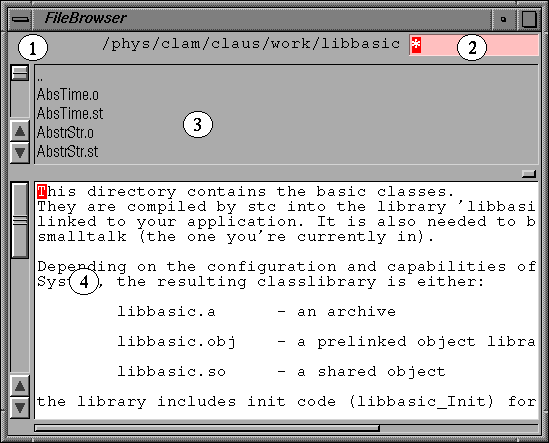 FileBrowser
1
/phys/clam/claus/work/libbasic * 2
..
AbsTime.o
AbsTime.st
3
AbstrStr.o
AbstrStr.st
This directory contains the basic classes.
They are compiled by stc into the library 'libbasi
linked to your application. It is also needed to b
smalltalk (the one you're currently in).
Depending on the configuration and capabilities of
4
Sys , the resulting classlibrary is either:
libbasic.a - an archive
libbasic.obj - a prelinked object libra
libbasic.so - a shared object
the library includes init code (libbasic_Init) for